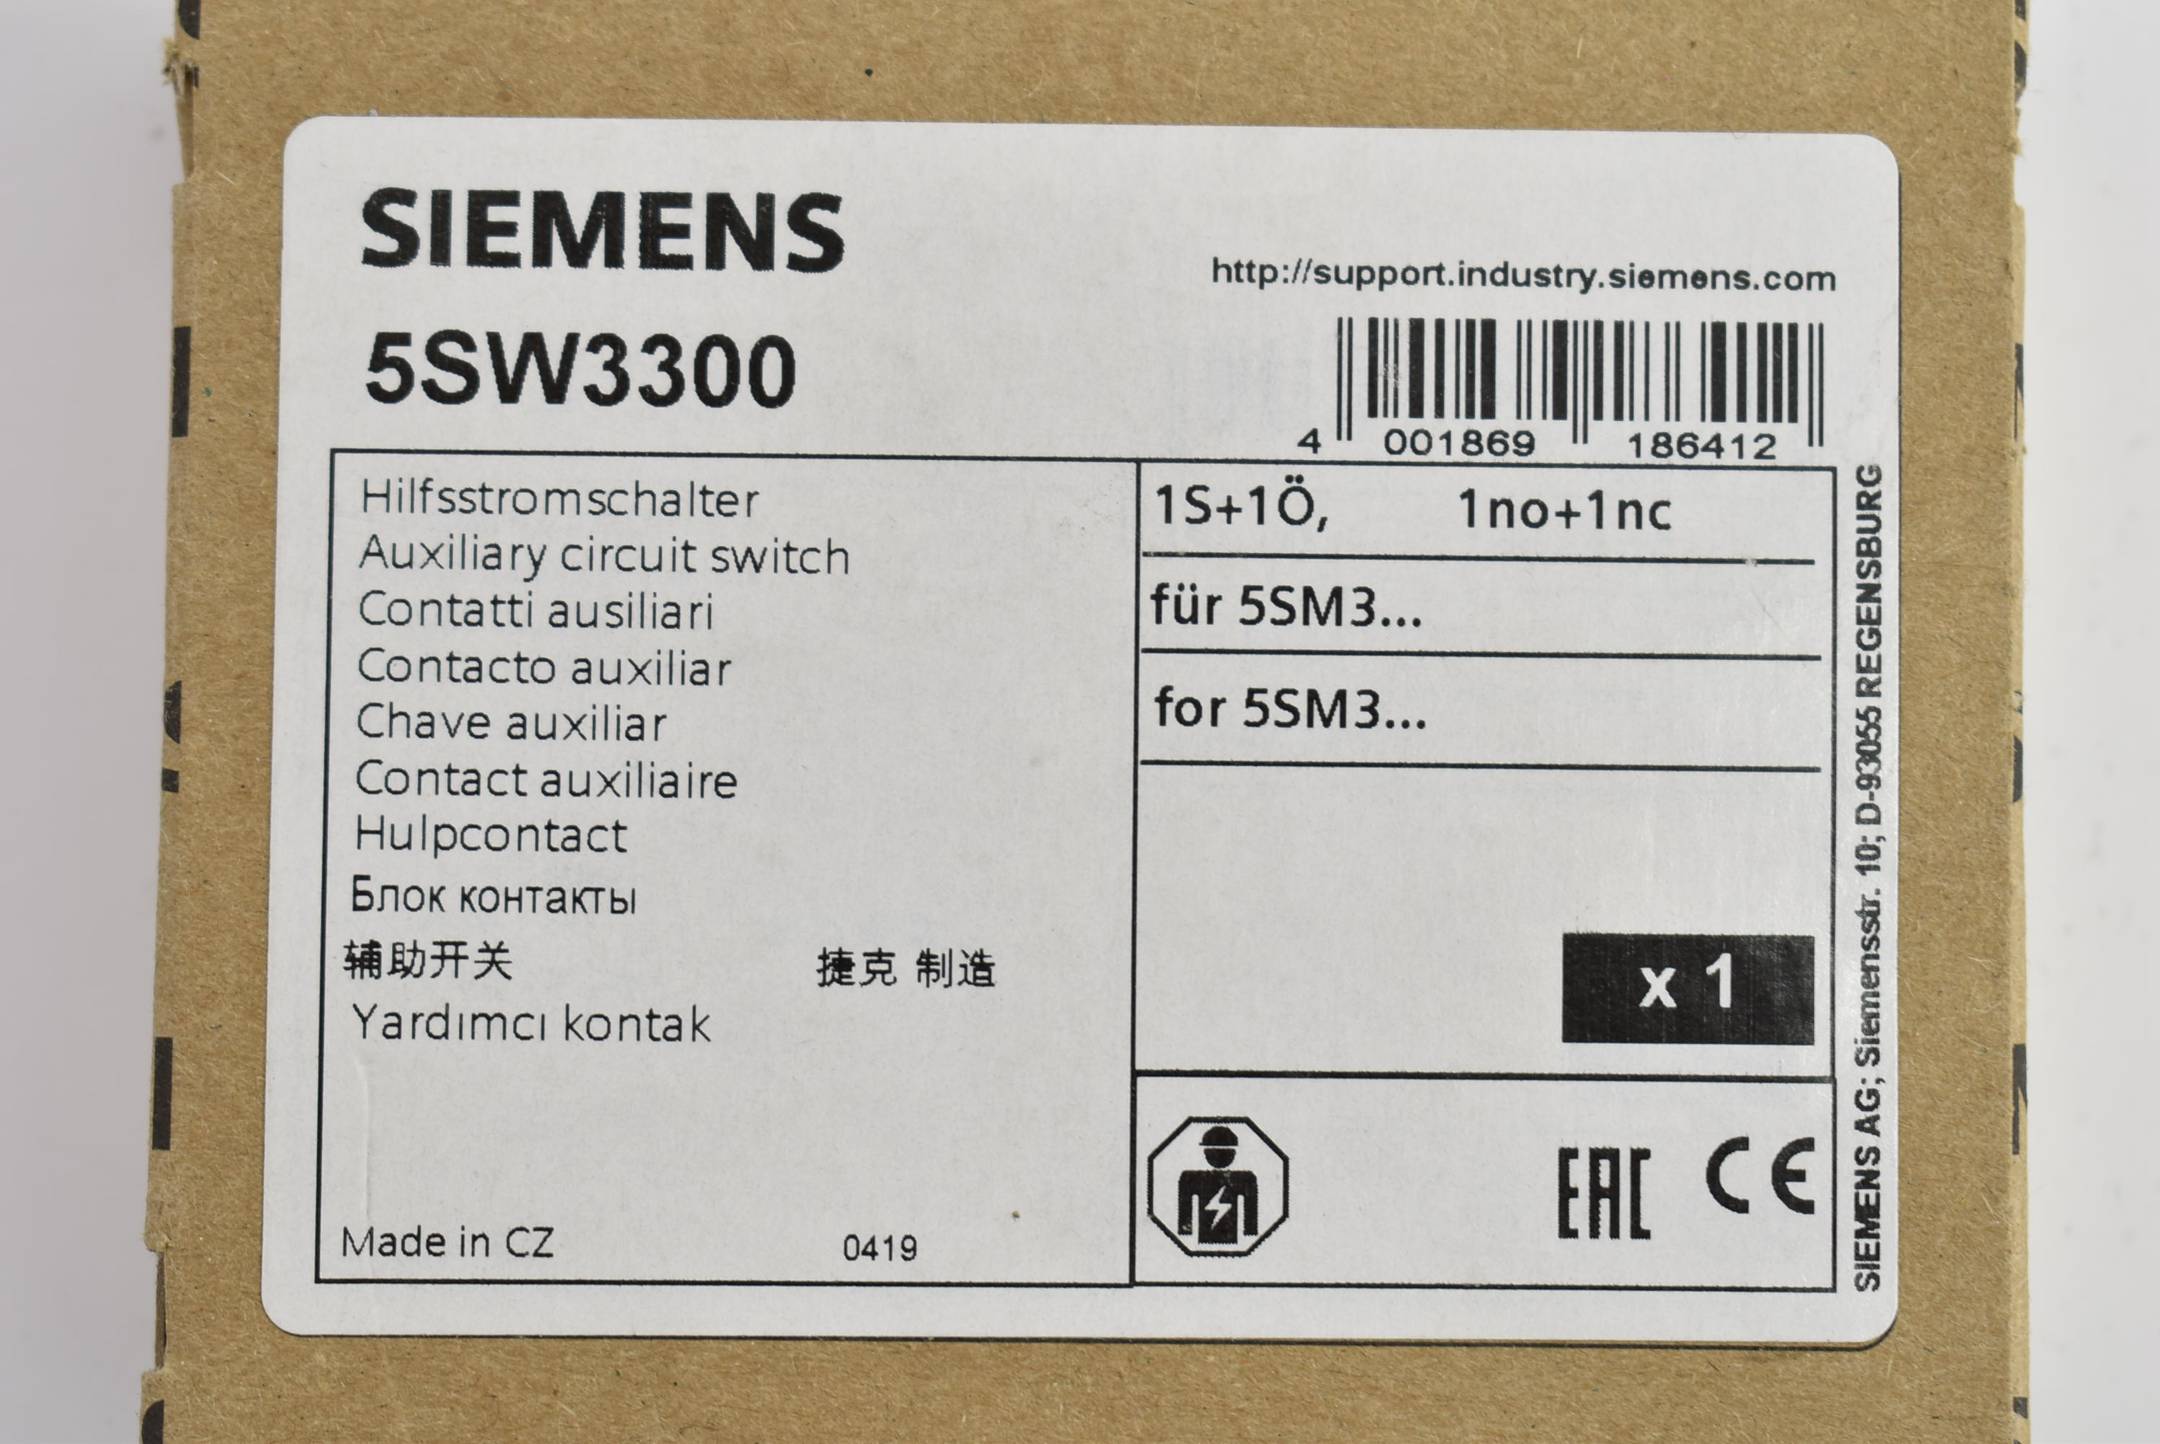 SIEMENS
http://support.industry.siemens.com
5SW3300
4 001869 186412
Hilfsstromschalter
Auxiliary circuit switch
Contatti ausiliari
Contacto auxiliar
Chave auxiliar
Contact auxiliaire
Hulpcontact
Блок контакты
辅助开关 捷克 制造
Yardımcı kontak
Made in CZ 0419
1S+1Ö, 1no+1nc
für 5SM3...
for 5SM3...
x 1
EAC CE
SIEMENS AG; Siemensstr. 10; D-93055 REGENSBURG